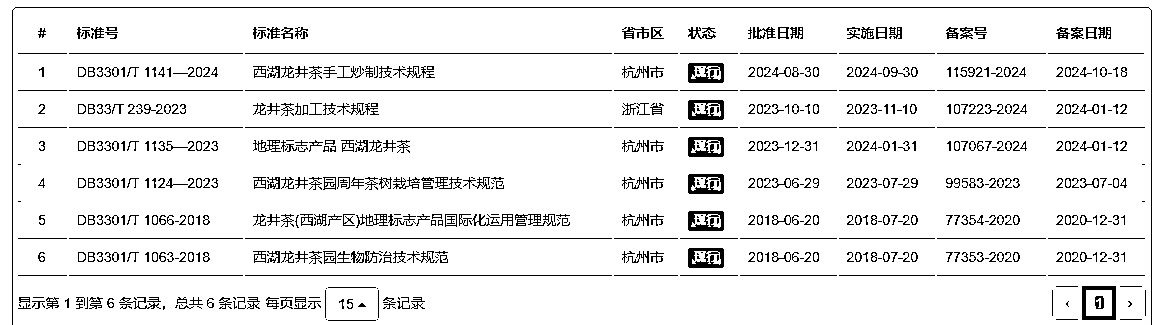 # 标准号 标准名称 省市区 状态 批准日期 实施日期 备案号 备案日期
1 DB3301/T 1141—2024 西湖龙井茶手工炒制技术规程 杭州市 现行 2024-08-30 2024-09-30 115921-2024 2024-10-18
2 DB33/T 239-2023 龙井茶加工技术规程 浙江省 现行 2023-10-10 2023-11-10 107223-2024 2024-01-12
3 DB3301/T 1135—2023 地理标志产品 西湖龙井茶 杭州市 现行 2023-12-31 2024-01-31 107067-2024 2024-01-12
4 DB3301/T 1124—2023 西湖龙井茶园周年茶树栽培管理技术规范 杭州市 现行 2023-06-29 2023-07-29 99583-2023 2023-07-04
5 DB3301/T 1066-2018 龙井茶(西湖产区)地理标志产品国际化运用管理规范 杭州市 现行 2018-06-20 2018-07-20 77354-2020 2020-12-31
6 DB3301/T 1063-2018 西湖龙井茶园生物防治技术规范 杭州市 现行 2018-06-20 2018-07-20 77353-2020 2020-12-31
显示第 1 到第 6 条记录，总共 6 条记录 每页显示 15 条记录 ‹ 1 ›